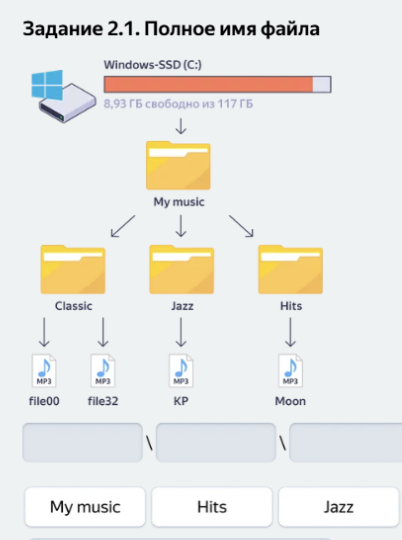 Задание 2.1. Полное имя файла
Windows-SSD (C:)
8,93 ГБ свободно из 117 ГБ
My music
Classic Jazz Hits
MP3 MP3 MP3 MP3
file00 file32 KP Moon
\ \
My music Hits Jazz